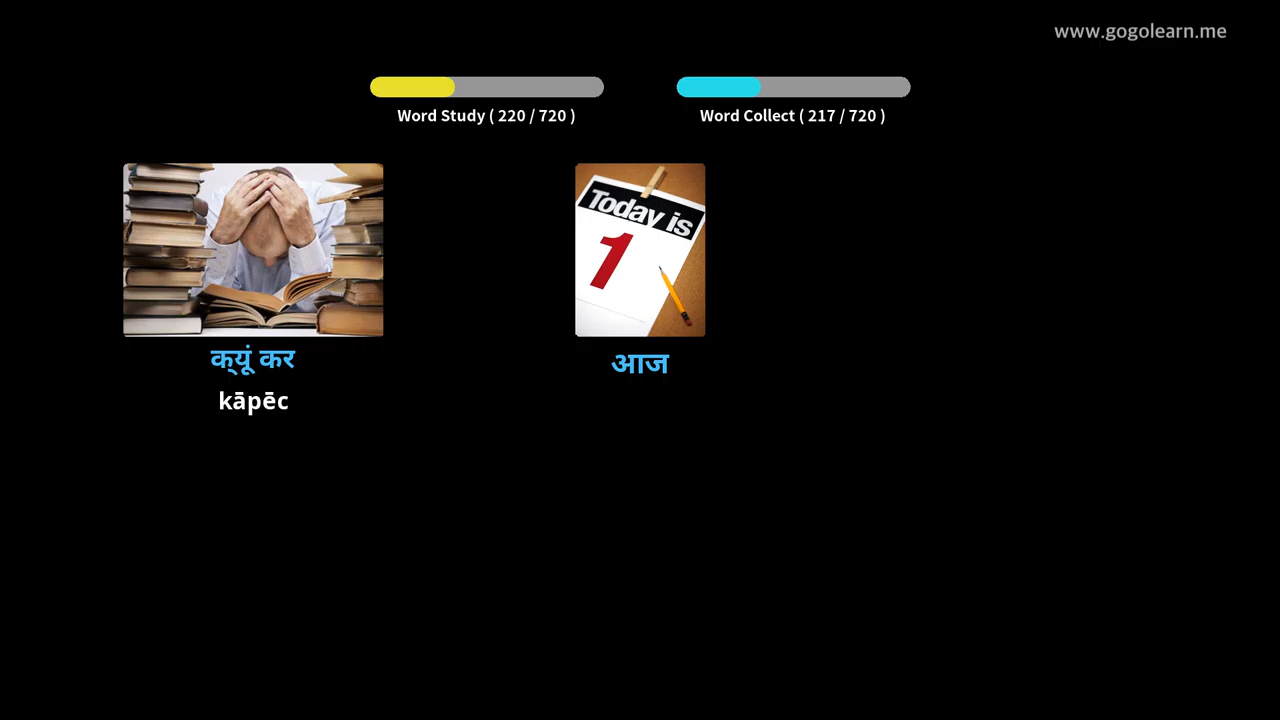 www.gogolearn.me
Word Study ( 220 / 720 )
Word Collect ( 217 / 720 )
Today is
1
क्यूं कर
आज
kāpēc